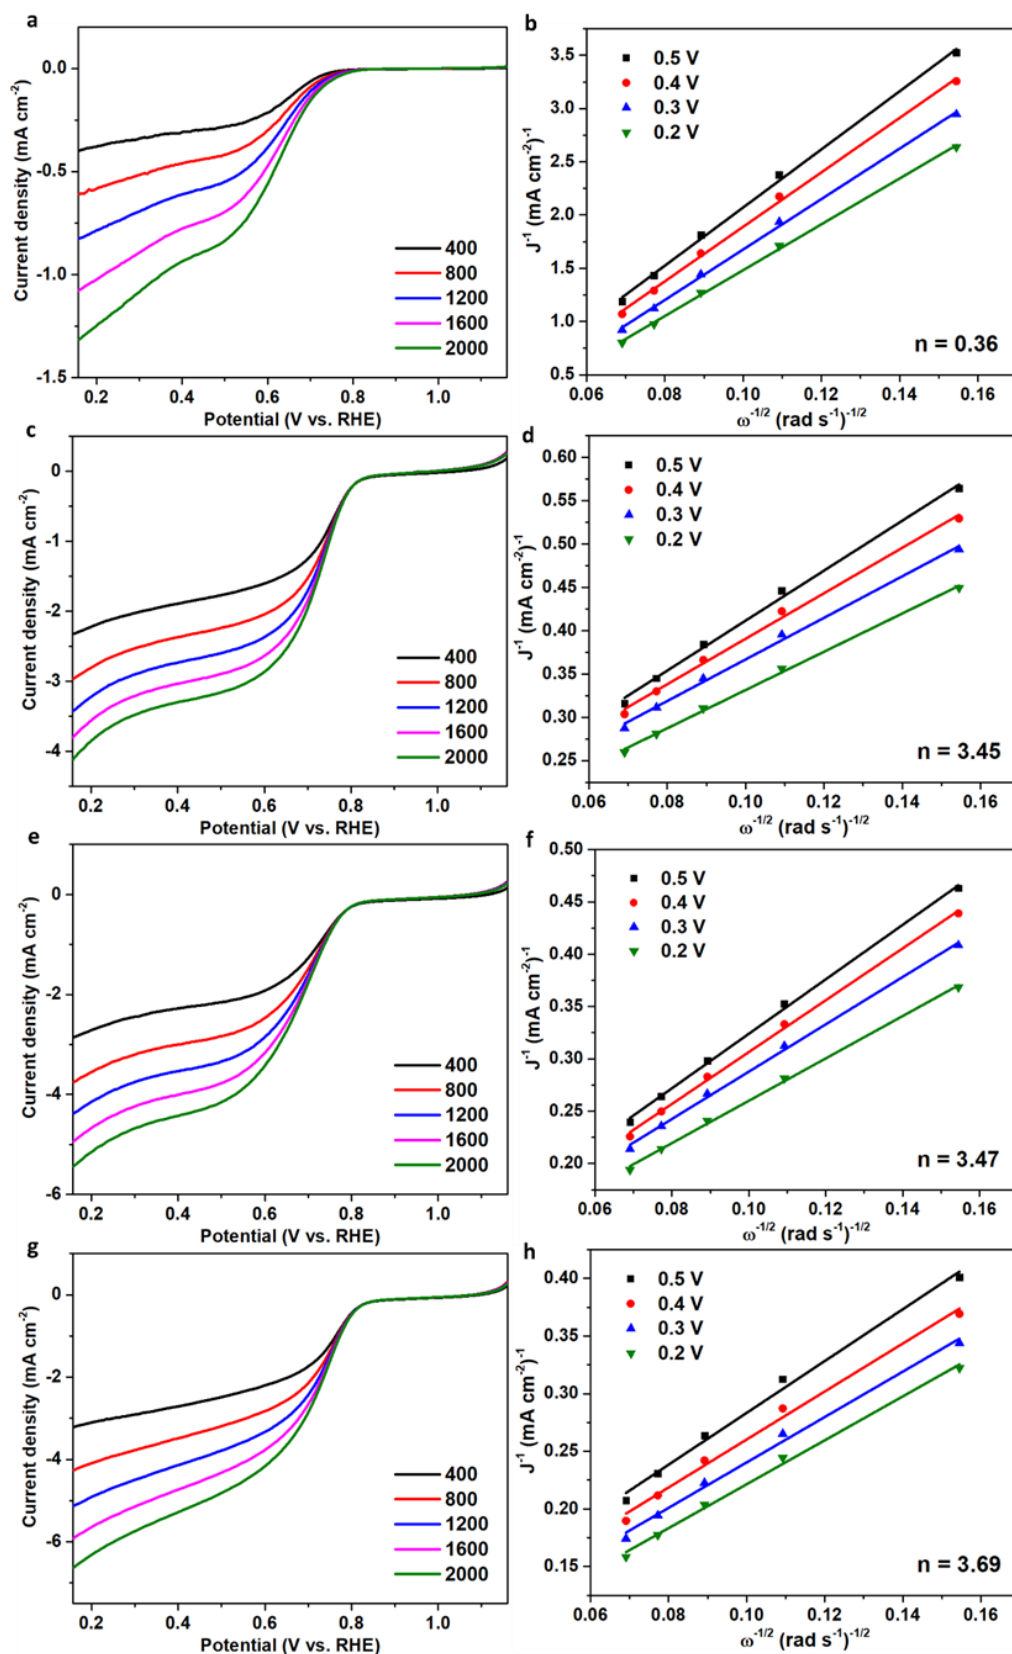 a
0.0
-0.5
-1.0
-1.5
Current density (mA cm⁻²)
400
800
1200
1600
2000
0.2 0.4 0.6 0.8 1.0
Potential (V vs. RHE)
b
3.5
3.0
2.5
2.0
1.5
1.0
0.5
J⁻¹ (mA cm⁻²)⁻¹
0.5 V
0.4 V
0.3 V
0.2 V
n = 0.36
0.06 0.08 0.10 0.12 0.14 0.16
ω⁻¹/² (rad s⁻¹)⁻¹/²
c
0
-1
-2
-3
-4
Current density (mA cm⁻²)
400
800
1200
1600
2000
0.2 0.4 0.6 0.8 1.0
Potential (V vs. RHE)
d
0.60
0.55
0.50
0.45
0.40
0.35
0.30
0.25
J⁻¹ (mA cm⁻²)⁻¹
0.5 V
0.4 V
0.3 V
0.2 V
n = 3.45
0.06 0.08 0.10 0.12 0.14 0.16
ω⁻¹/² (rad s⁻¹)⁻¹/²
e
0
-2
-4
-6
Current density (mA cm⁻²)
400
800
1200
1600
2000
0.2 0.4 0.6 0.8 1.0
Potential (V vs. RHE)
f
0.50
0.45
0.40
0.35
0.30
0.25
0.20
J⁻¹ (mA cm⁻²)⁻¹
0.5 V
0.4 V
0.3 V
0.2 V
n = 3.47
0.06 0.08 0.10 0.12 0.14 0.16
ω⁻¹/² (rad s⁻¹)⁻¹/²
g
0
-2
-4
-6
Current density (mA cm⁻²)
400
800
1200
1600
2000
0.2 0.4 0.6 0.8 1.0
Potential (V vs. RHE)
h
0.40
0.35
0.30
0.25
0.20
0.15
J⁻¹ (mA cm⁻²)⁻¹
0.5 V
0.4 V
0.3 V
0.2 V
n = 3.69
0.06 0.08 0.10 0.12 0.14 0.16
ω⁻¹/² (rad s⁻¹)⁻¹/²